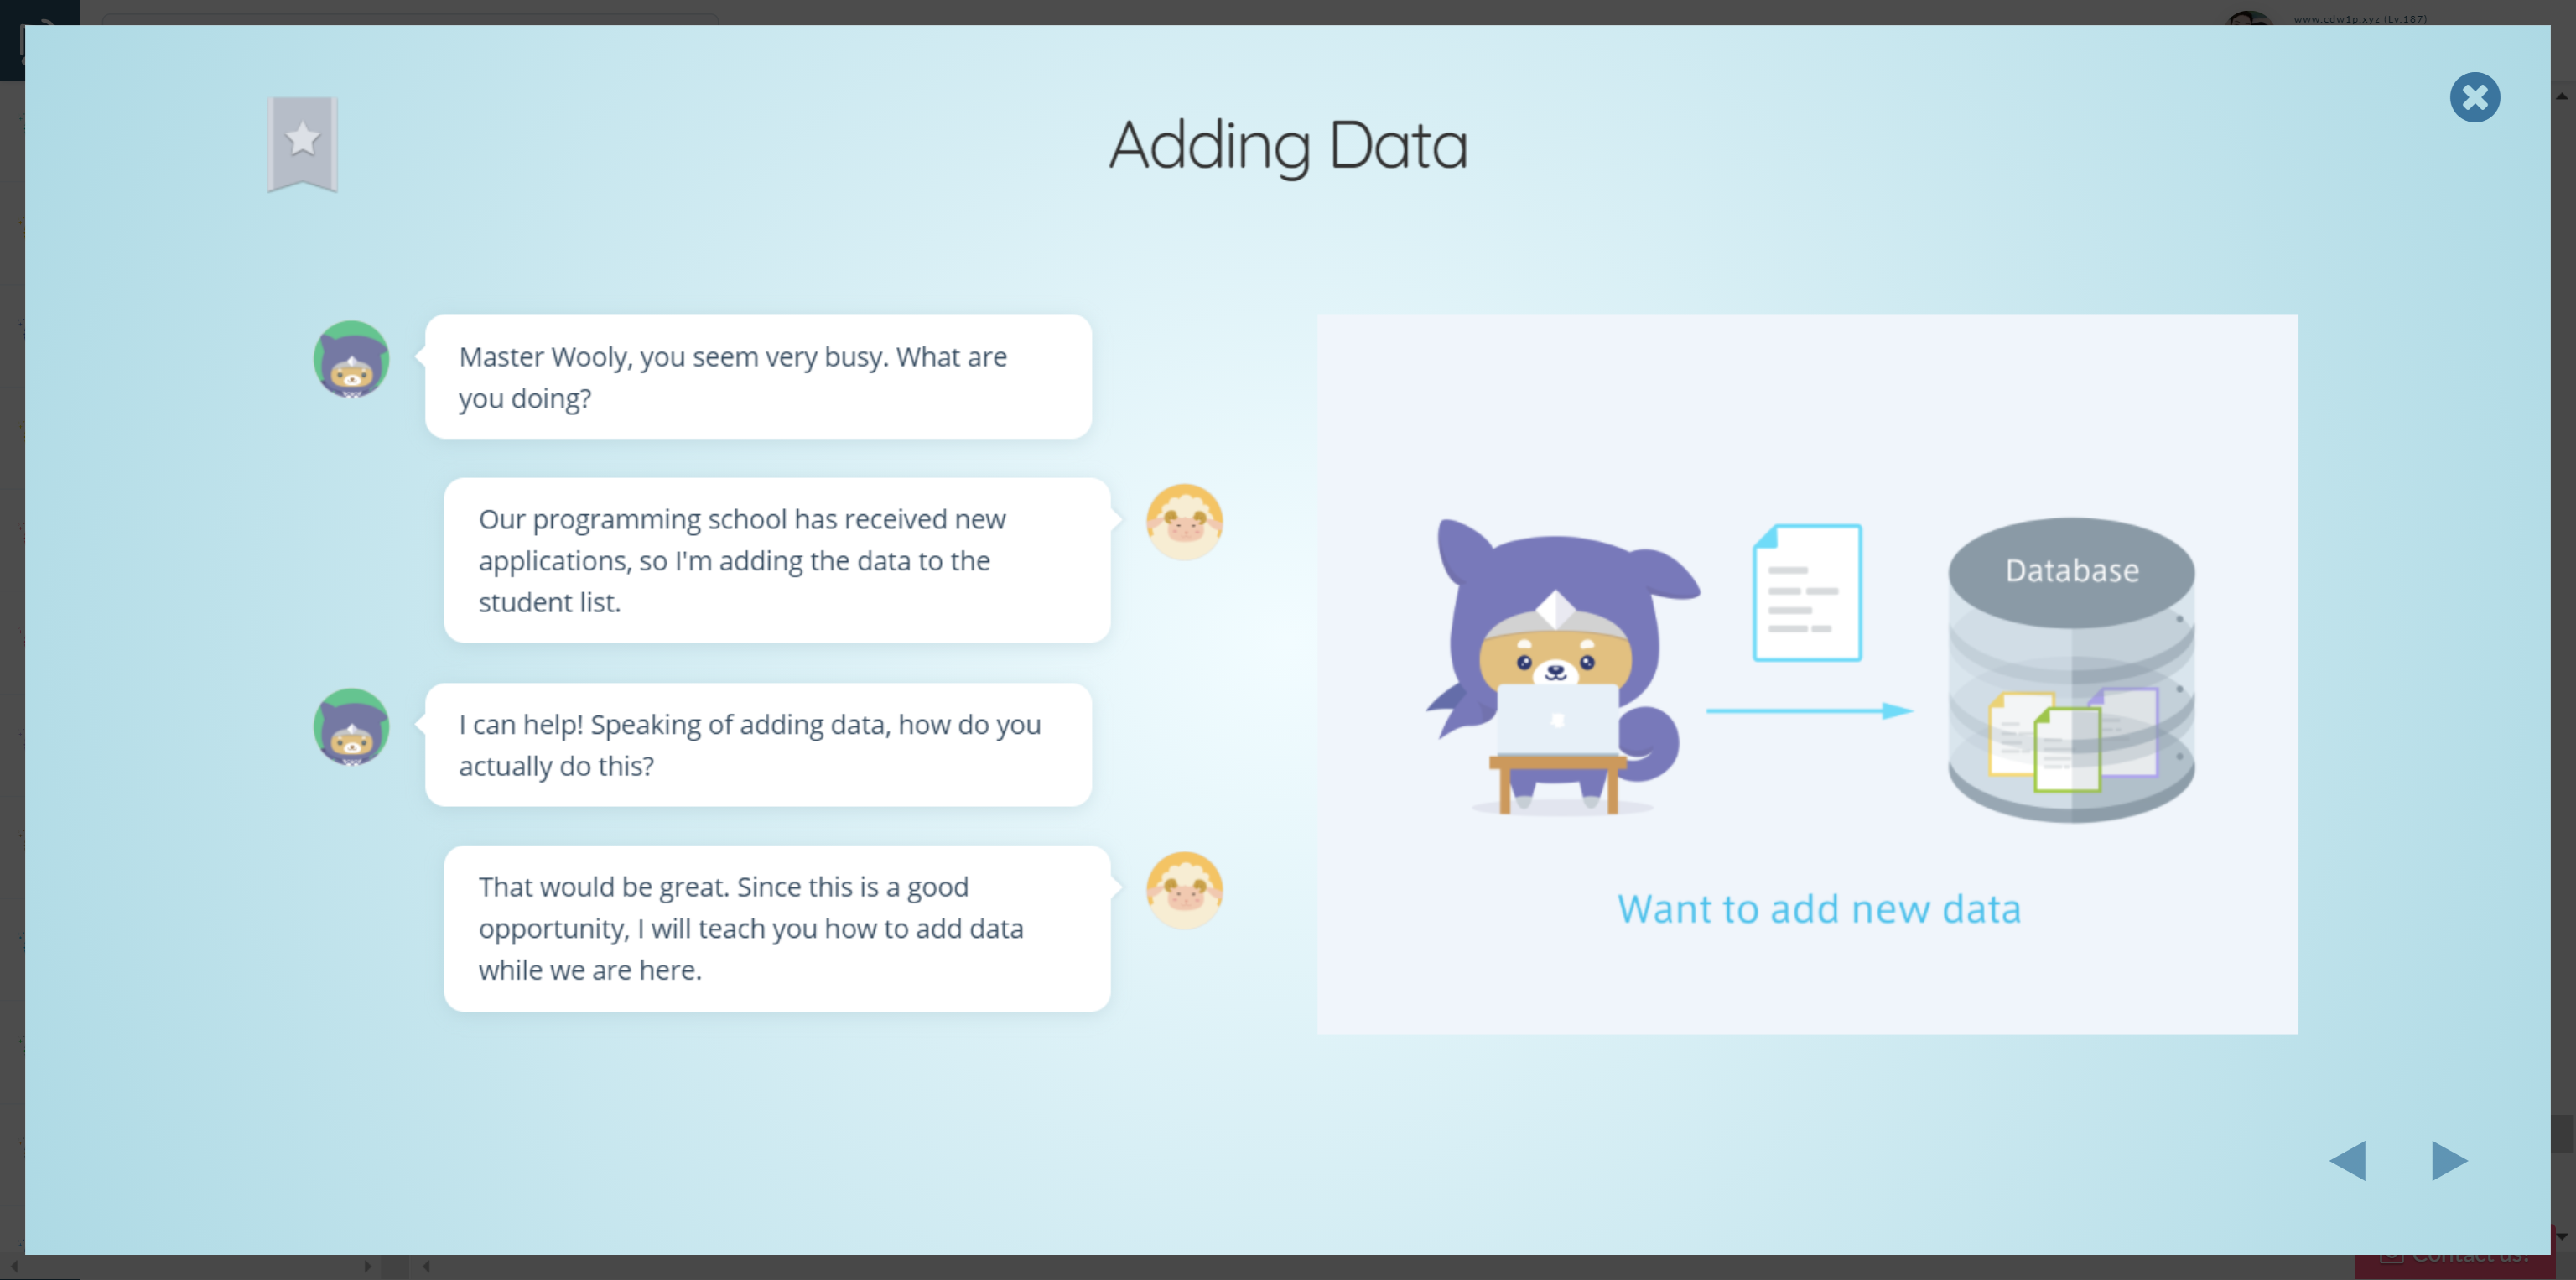 www.cdw1p.xyz (Lv.187)
Adding Data
Master Wooly, you seem very busy. What are
you doing?
Our programming school has received new
applications, so I'm adding the data to the
student list.
I can help! Speaking of adding data, how do you
actually do this?
That would be great. Since this is a good
opportunity, I will teach you how to add data
while we are here.
Database
Want to add new data
Contact us!